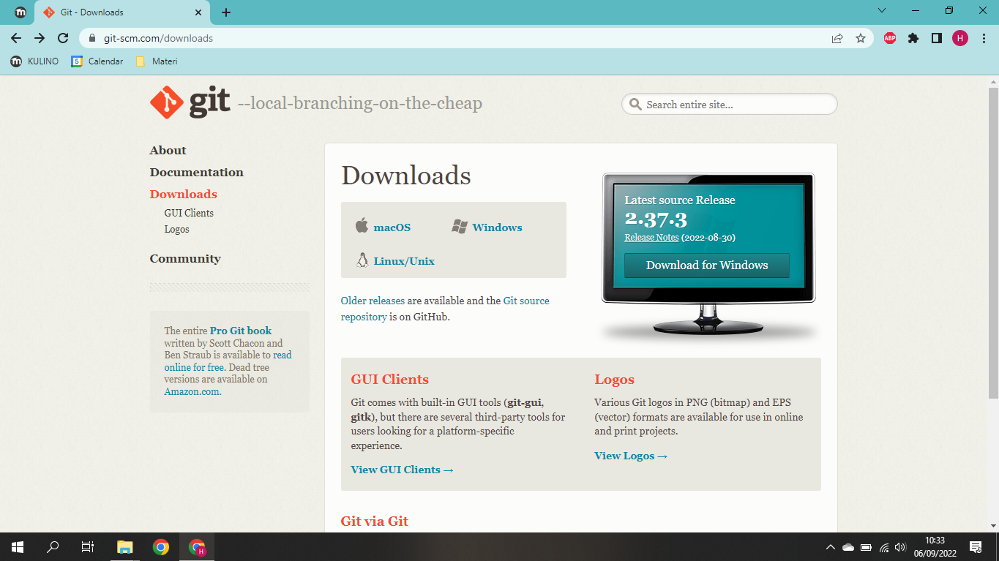 Git - Downloads
git-scm.com/downloads
ABP
H
KULINO
5
Calendar
Materi
git --local-branching-on-the-cheap
Search entire site...
About
Documentation
Downloads
GUI Clients
Logos
Community
The entire Pro Git book
written by Scott Chacon and
Ben Straub is available to read
online for free. Dead tree
versions are available on
Amazon.com.
Downloads
macOS
Windows
Linux/Unix
Older releases are available and the Git source
repository is on GitHub.
Latest source Release
2.37.3
Release Notes (2022-08-30)
Download for Windows
GUI Clients
Git comes with built-in GUI tools (git-gui,
gitk), but there are several third-party tools for
users looking for a platform-specific
experience.
View GUI Clients →
Logos
Various Git logos in PNG (bitmap) and EPS
(vector) formats are available for use in online
and print projects.
View Logos →
Git via Git
H
10:33
06/09/2022